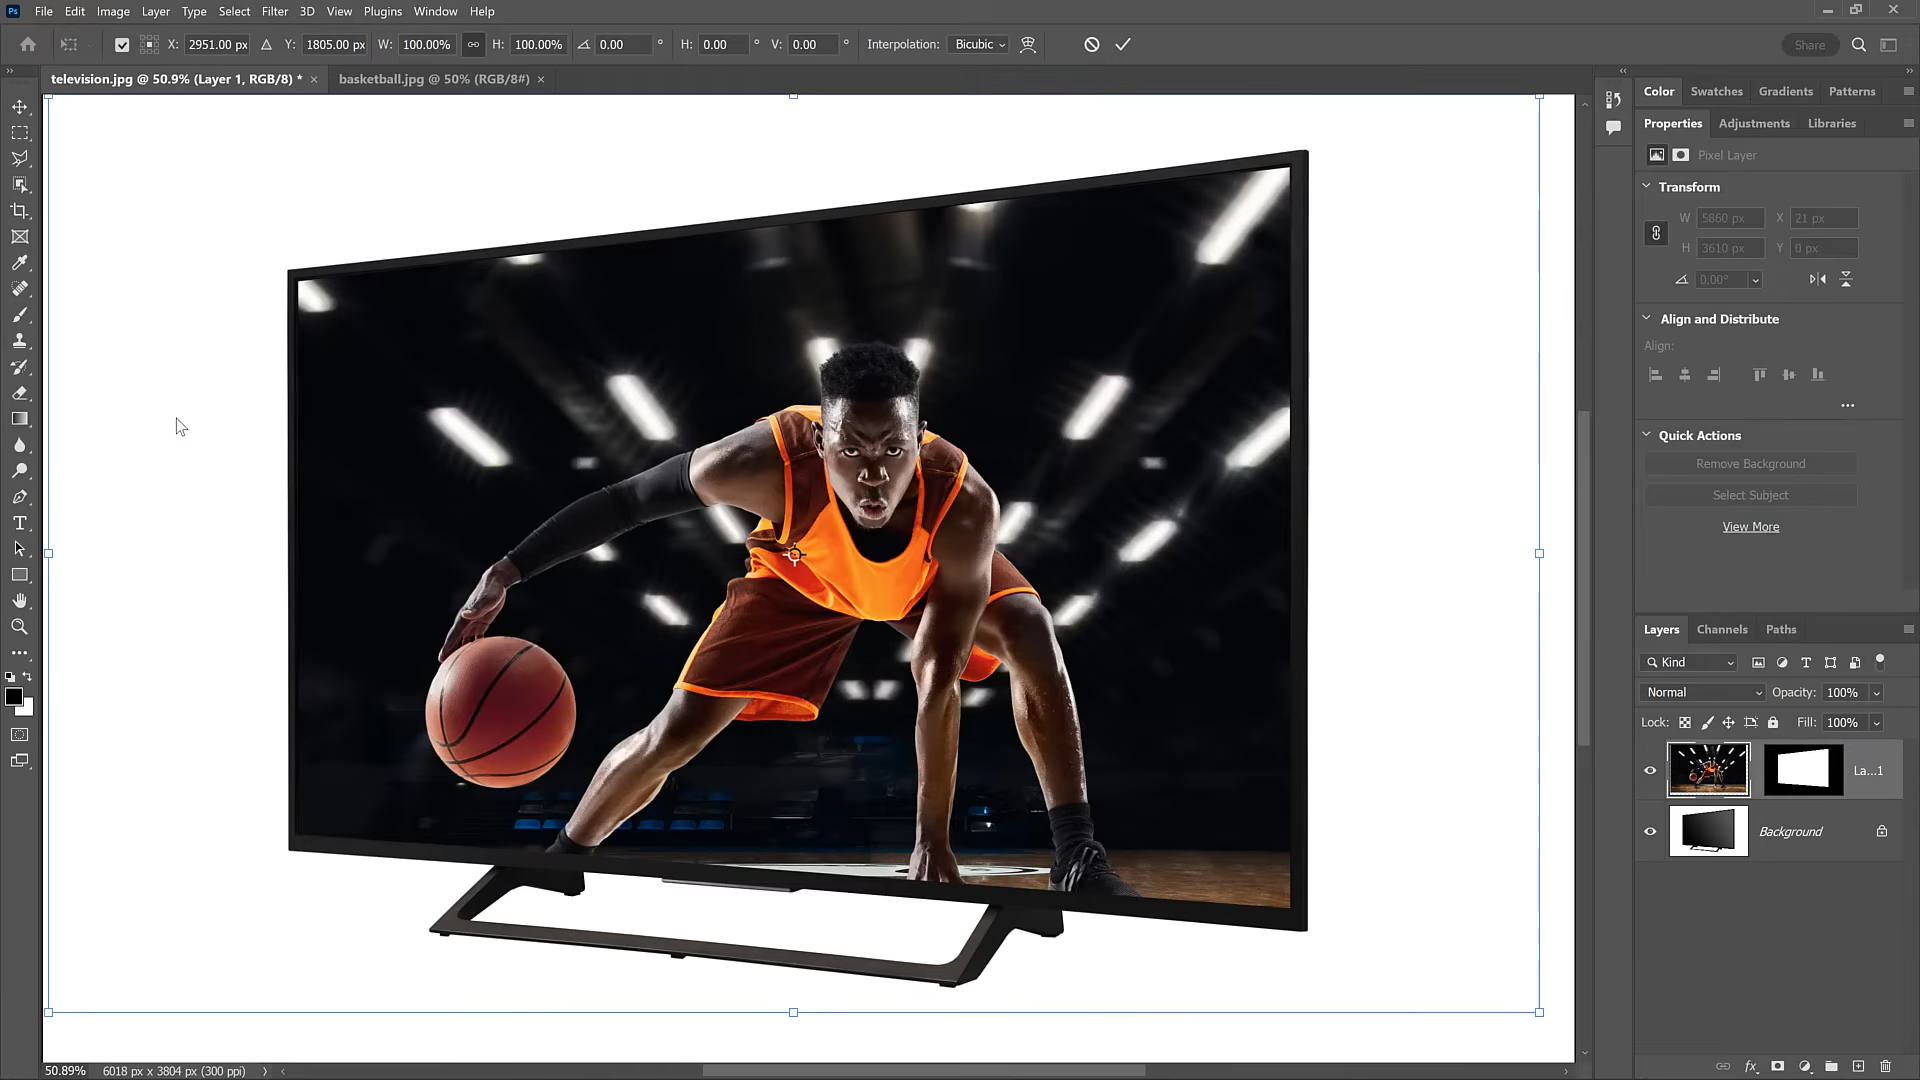 Ps File Edit Image Layer Type Select Filter 3D View Plugins Window Help
X: 2951.00 px Y: 1805.00 px W: 100.00% H: 100.00% 0.00 ° H: 0.00 ° V: 0.00 ° Interpolation: Bicubic Share
television.jpg @ 50.9% (Layer 1, RGB/8) * × basketball.jpg @ 50% (RGB/8#) ×
Color Swatches Gradients Patterns
Properties Adjustments Libraries
Pixel Layer
Transform
W 5860 px X 21 px
H 3610 px Y 0 px
0.00°
Align and Distribute
Align:
Quick Actions
Remove Background
Select Subject
View More
Layers Channels Paths
Kind
Normal Opacity: 100%
Lock: Fill: 100%
La...1
Background
50.89% 6018 px x 3804 px (300 ppi)